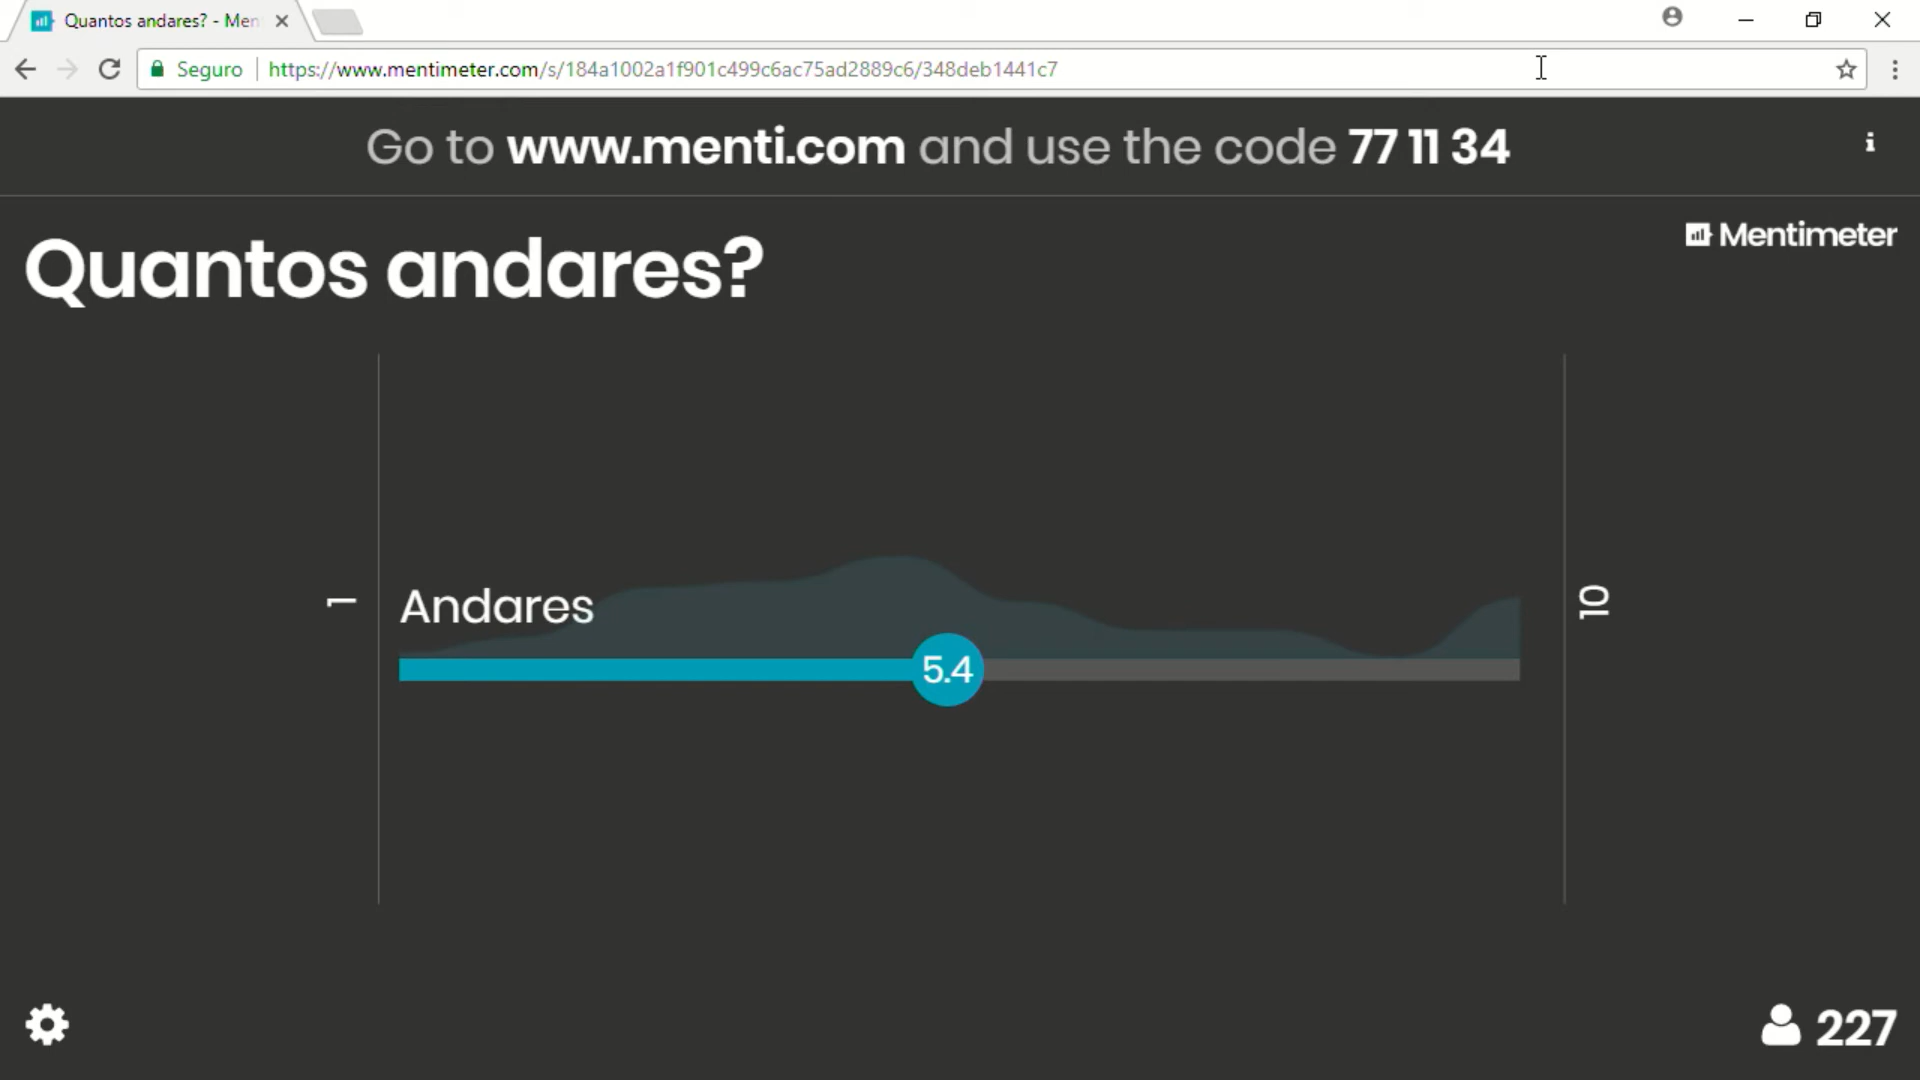 Quantos andares? - Men
Seguro
https://www.mentimeter.com/s/184a1002a1f901c499c6ac75ad2889c6/348deb1441c7
Go to www.menti.com and use the code 77 11 34
i
Mentimeter
Quantos andares?
Andares
1
10
5.4
227